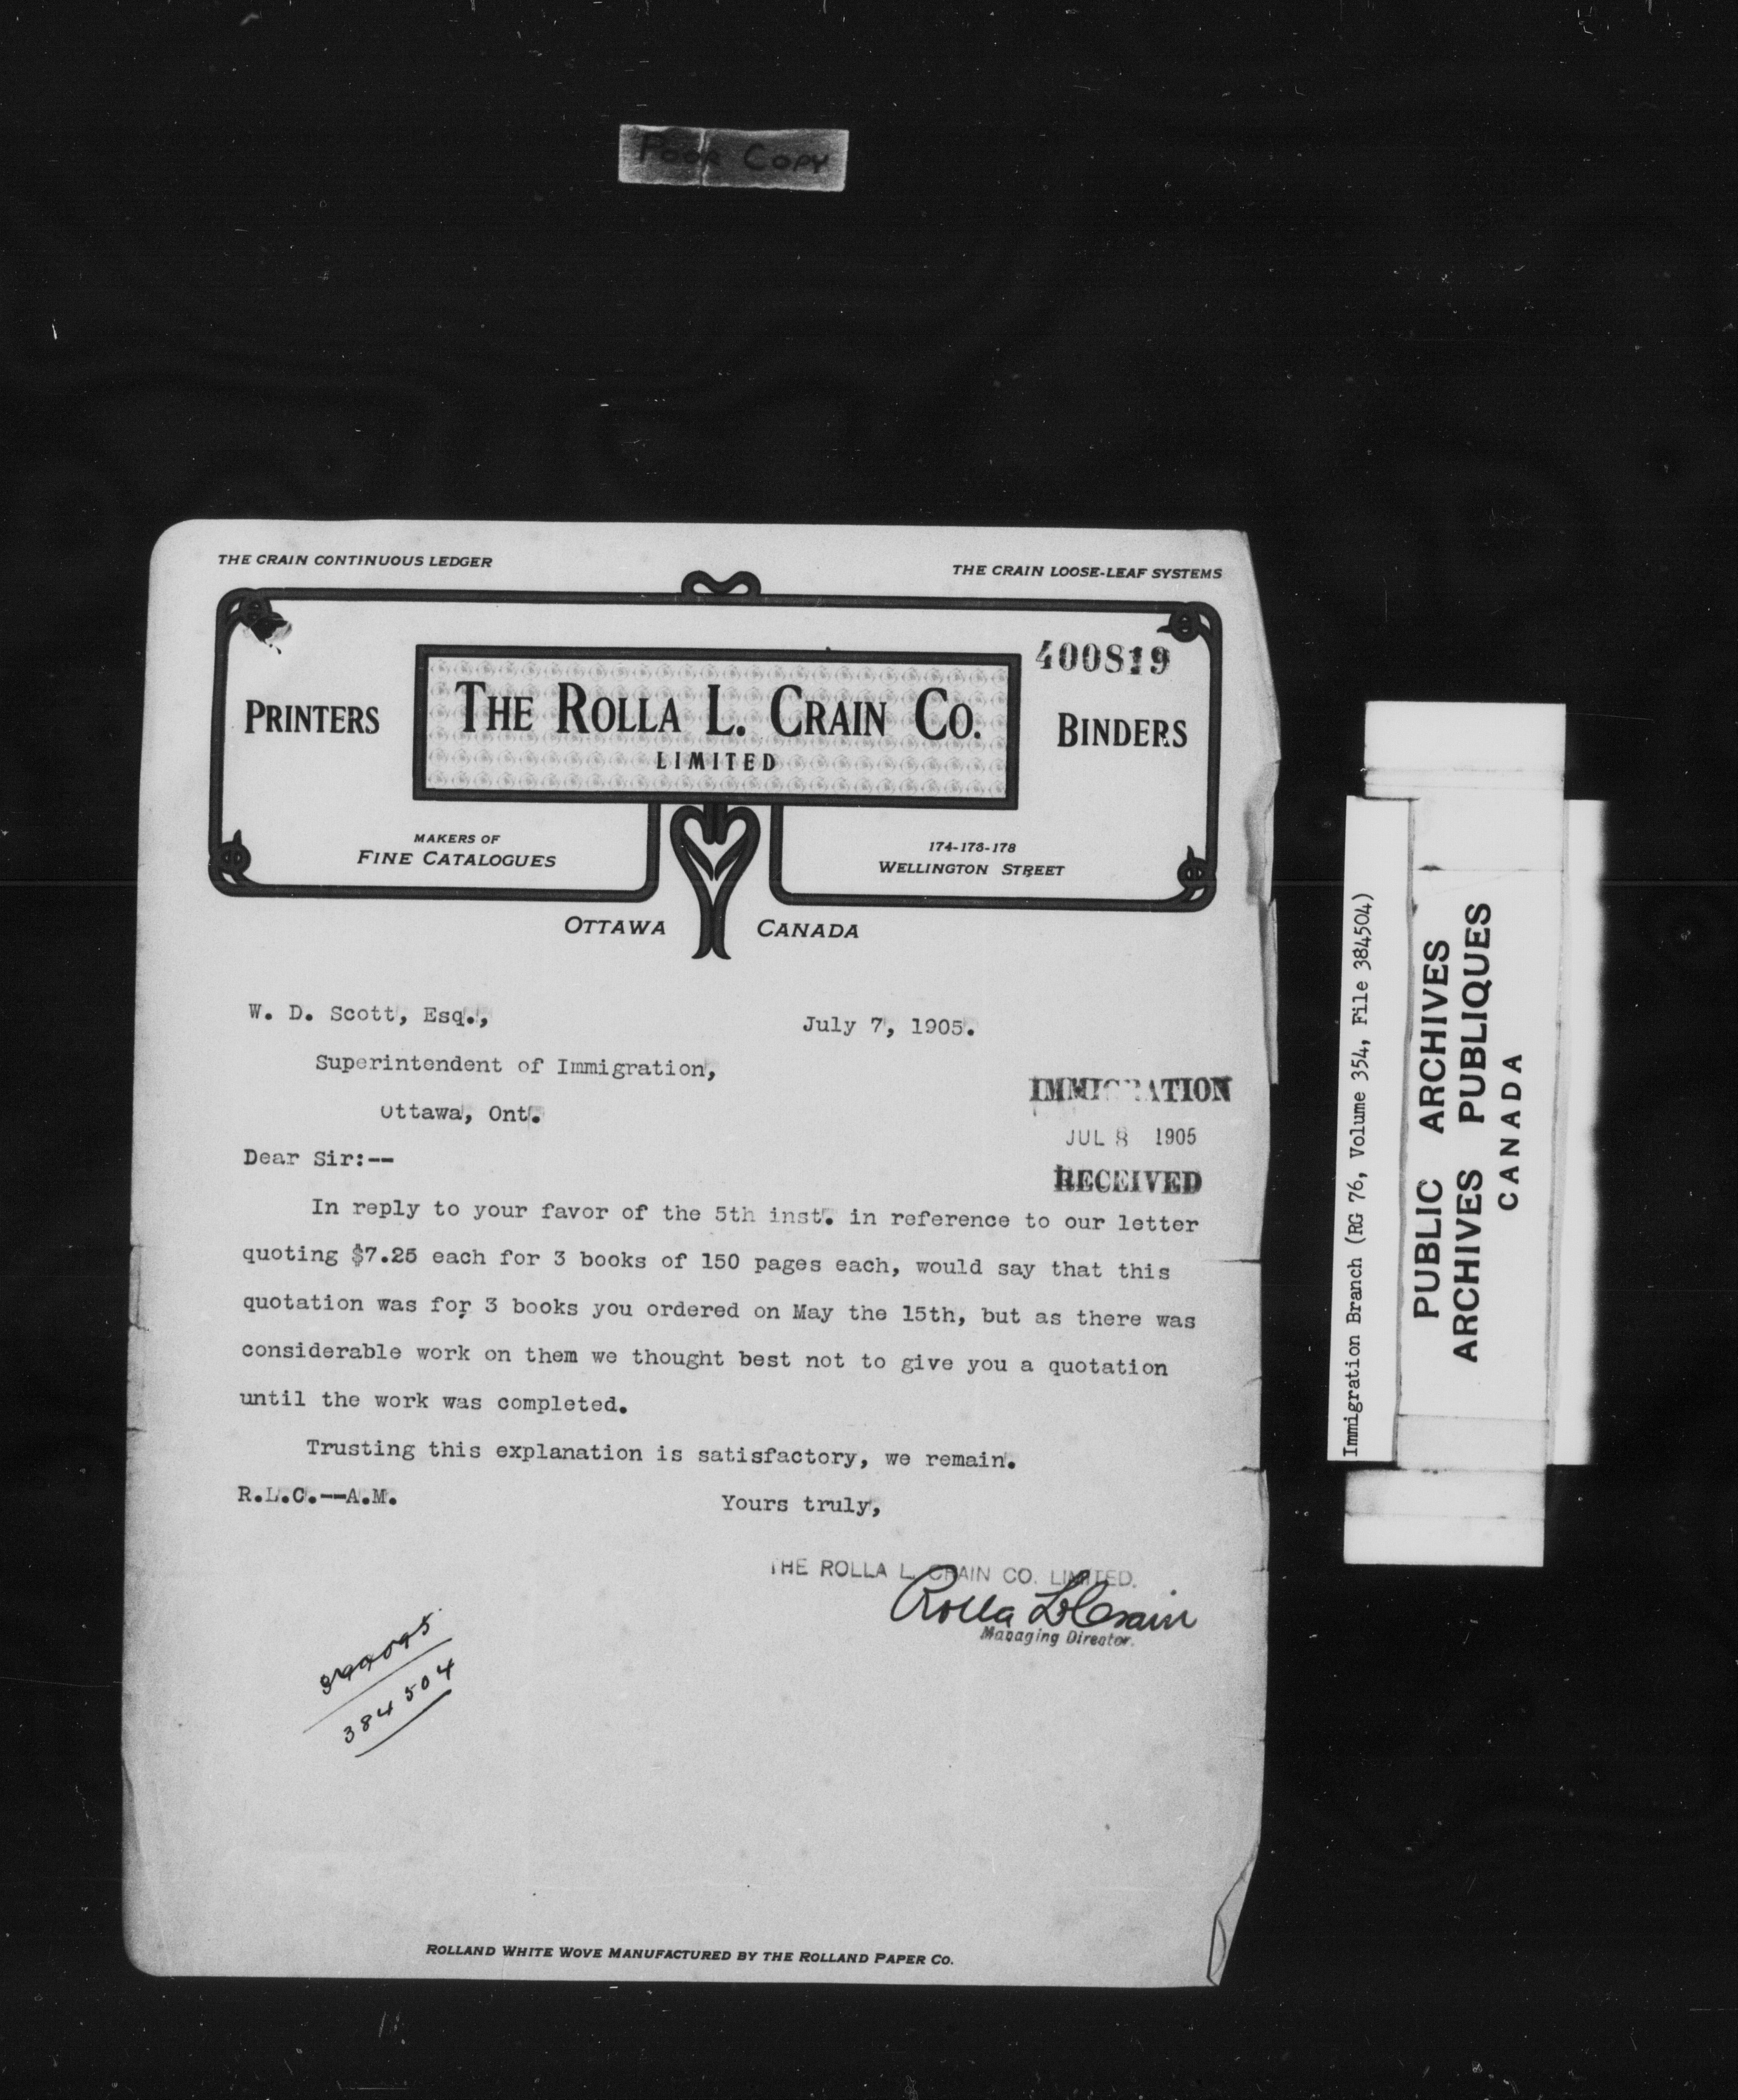 Poor Copy
THE CRAIN CONTINUOUS LEDGER
THE CRAIN LOOSE-LEAF SYSTEMS
400819
PRINTERS
THE ROLLA L. CRAIN CO.
LIMITED
BINDERS
MAKERS OF
FINE CATALOGUES
174-176-178
WELLINGTON STREET
OTTAWA CANADA
W. D. Scott, Esq.,
July 7, 1905.
Superintendent of Immigration,
Ottawa, Ont.
IMMIGRATION
JUL 8 1905
RECEIVED
Dear Sir:--
In reply to your favor of the 5th inst. in reference to our letter
quoting $7.25 each for 3 books of 150 pages each, would say that this
quotation was for 3 books you ordered on May the 15th, but as there was
considerable work on them we thought best not to give you a quotation
until the work was completed.
Trusting this explanation is satisfactory, we remain.
R.L.C.--A.M.
Yours truly,
THE ROLLA L. CRAIN CO. LIMITED.
Rolla L Crain
Managing Director.
384504
ROLLAND WHITE WOVE MANUFACTURED BY THE ROLLAND PAPER CO.
Immigration Branch (RG 76, Volume 354, File 384504)
PUBLIC ARCHIVES
ARCHIVES PUBLIQUES
CANADA